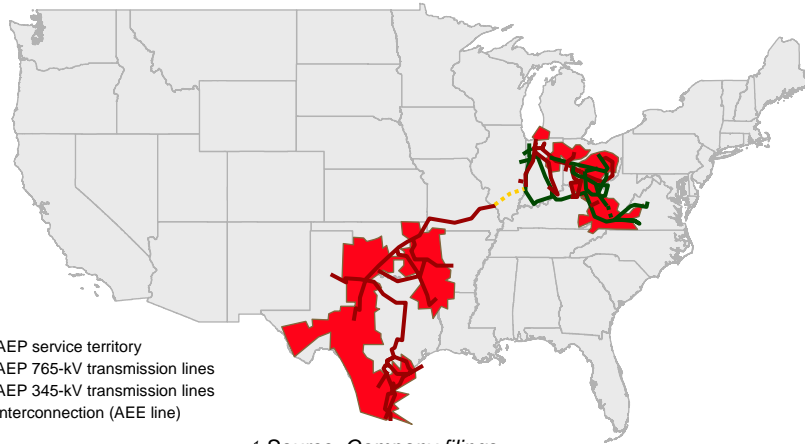 AEP service territory
AEP 765-kV transmission lines
AEP 345-kV transmission lines
nterconnection (AEE line)
Source: Company filings